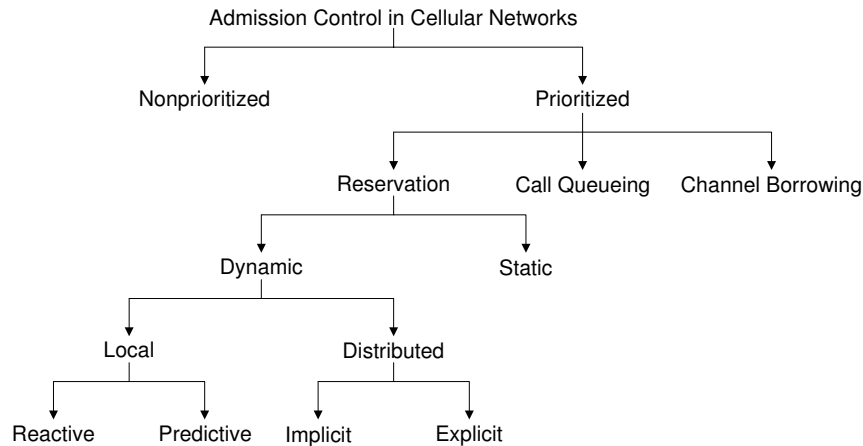 Admission Control in Cellular Networks
Nonprioritized Prioritized
Reservation Call Queueing Channel Borrowing
Dynamic Static
Local Distributed
Reactive Predictive Implicit Explicit